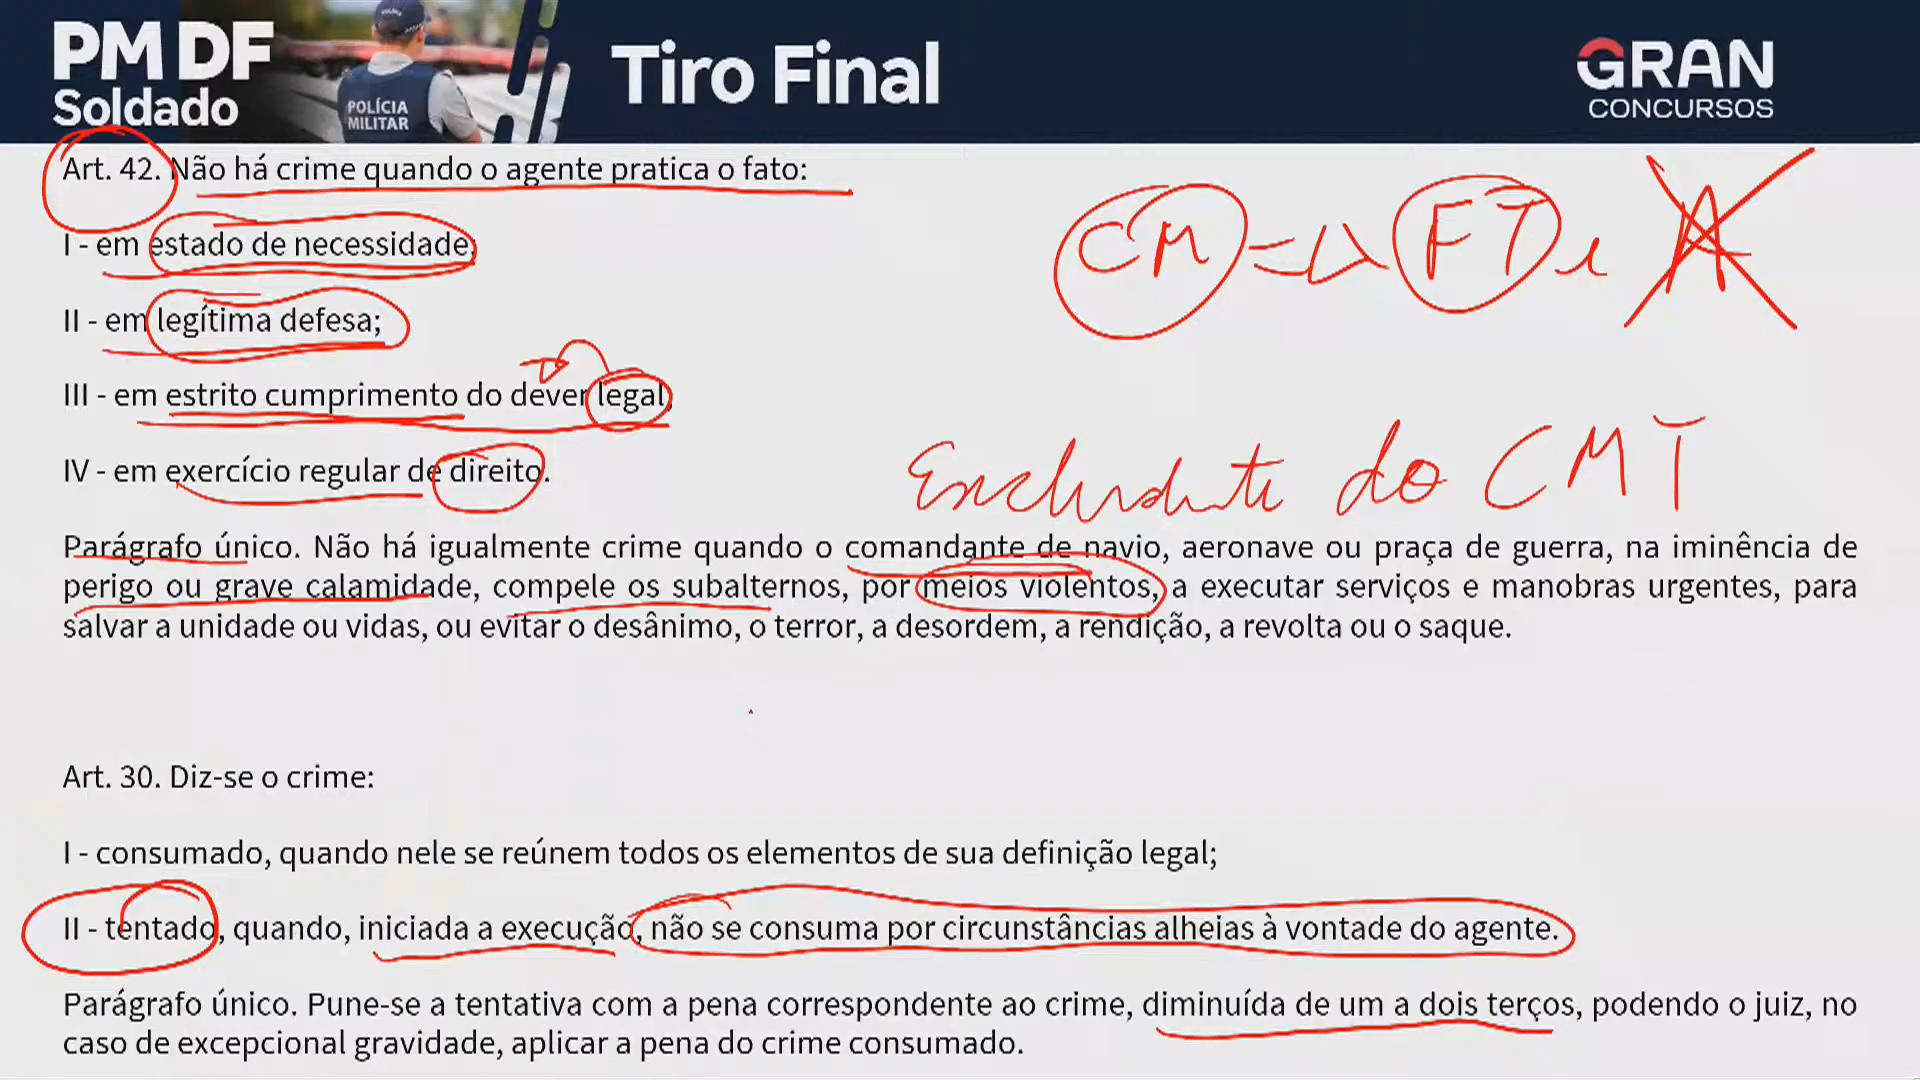 PM DF
Soldado
POLÍCIA
MILITAR
Tiro Final
GRAN
CONCURSOS
Art. 42. Não há crime quando o agente pratica o fato:
I - em estado de necessidade;
II - em legítima defesa;
III - em estrito cumprimento do dever legal;
IV - em exercício regular de direito.
CM => FT e A
Excludente do CMT
Parágrafo único. Não há igualmente crime quando o comandante de navio, aeronave ou praça de guerra, na iminência de
perigo ou grave calamidade, compele os subalternos, por meios violentos, a executar serviços e manobras urgentes, para
salvar a unidade ou vidas, ou evitar o desânimo, o terror, a desordem, a rendição, a revolta ou o saque.
Art. 30. Diz-se o crime:
I - consumado, quando nele se reúnem todos os elementos de sua definição legal;
II - tentado, quando, iniciada a execução, não se consuma por circunstâncias alheias à vontade do agente.
Parágrafo único. Pune-se a tentativa com a pena correspondente ao crime, diminuída de um a dois terços, podendo o juiz, no
caso de excepcional gravidade, aplicar a pena do crime consumado.